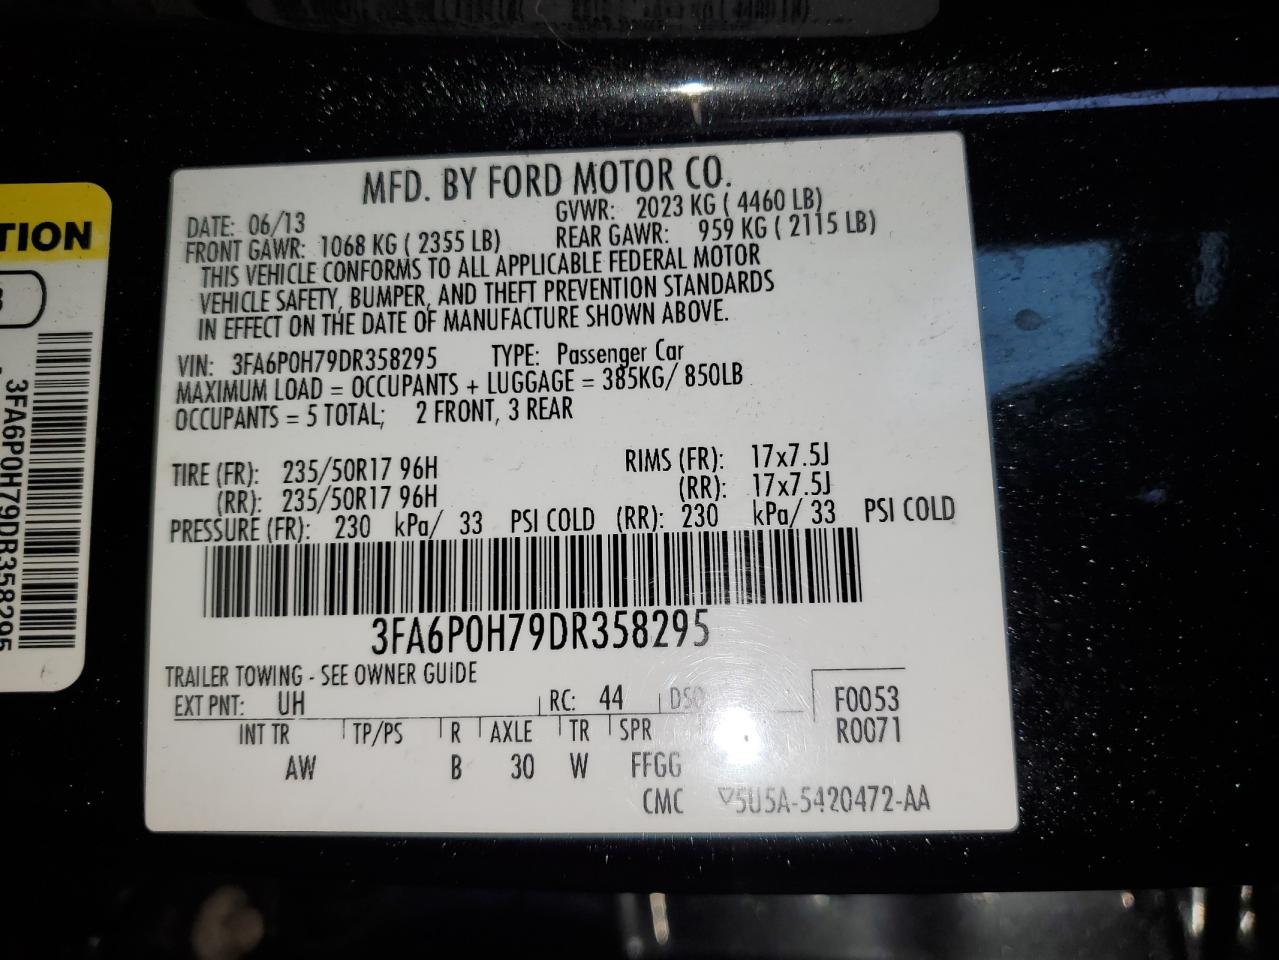 MFD. BY FORD MOTOR CO.
DATE: 06/13 GVWR: 2023 KG ( 4460 LB)
FRONT GAWR: 1068 KG ( 2355 LB) REAR GAWR: 959 KG ( 2115 LB)
THIS VEHICLE CONFORMS TO ALL APPLICABLE FEDERAL MOTOR
VEHICLE SAFETY, BUMPER, AND THEFT PREVENTION STANDARDS
IN EFFECT ON THE DATE OF MANUFACTURE SHOWN ABOVE.
VIN: 3FA6P0H79DR358295 TYPE: Passenger Car
MAXIMUM LOAD = OCCUPANTS + LUGGAGE = 385KG/ 850LB
OCCUPANTS = 5 TOTAL; 2 FRONT, 3 REAR
TIRE (FR): 235/50R17 96H RIMS (FR): 17x7.5J
(RR): 235/50R17 96H (RR): 17x7.5J
PRESSURE (FR): 230 kPa/ 33 PSI COLD (RR): 230 kPa/ 33 PSI COLD
3FA6P0H79DR358295
TRAILER TOWING - SEE OWNER GUIDE
EXT PNT: UH RC: 44 DSO F0053
INT TR TP/PS R AXLE TR SPR R0071
AW B 30 W FFGG
CMC 5U5A-5420472-AA
TION
3FA6P0H79DR358295